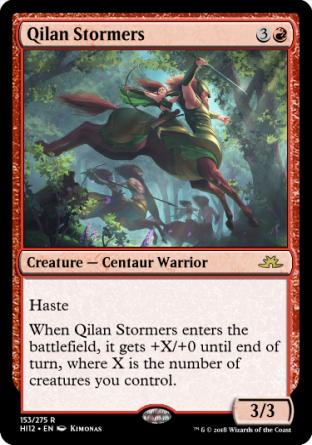 Qilan Stormers 3
Creature — Centaur Warrior
Haste
When Qilan Stormers enters the
battlefield, it gets +X/+0 until end of
turn, where X is the number of
creatures you control.
3/3
153/275 R
HI12 • EN KIMONAS
™ & © 2018 Wizards of the Coast